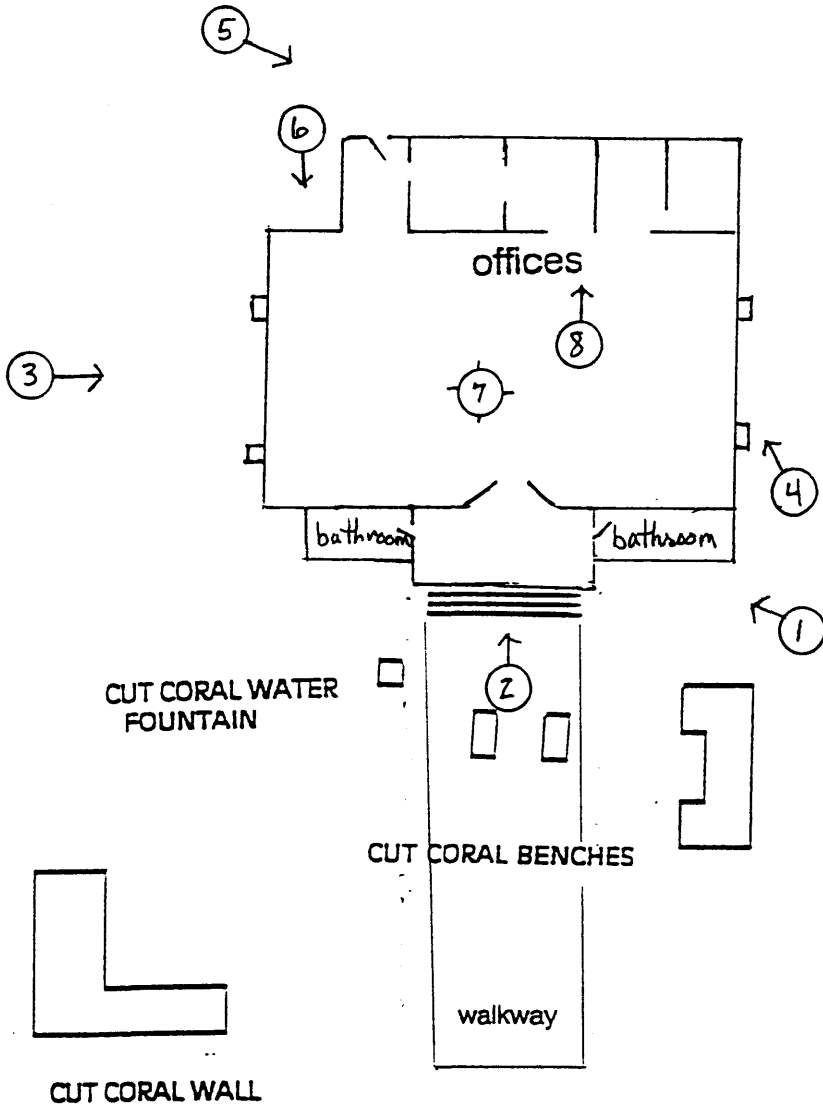 5
6
offices
8
3
7
4
bathroom
bathroom
1
2
CUT CORAL WATER
FOUNTAIN
CUT CORAL BENCHES
walkway
CUT CORAL WALL